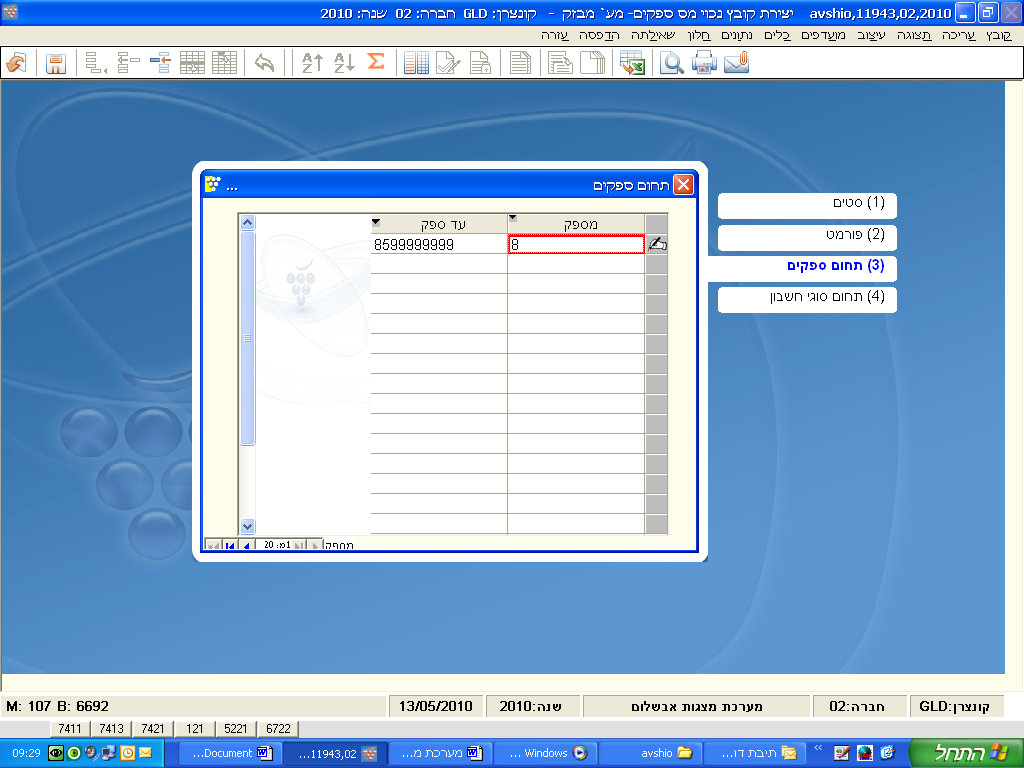 avshio,11943,02,2010 יצירת קובץ נכוי מס ספקים- מע` מבזק - קונצרן: GLD חברה: 02 שנה: 2010
קובץ עריכה תצוגה עיצוב מועדפים כלים נתונים חלון שאילתה הדפסה עזרה
תחום ספקים ...
מספק עד ספק
8 8599999999
מספק 1 מ: 20
(1) סטים
(2) פורמט
(3) תחום ספקים
(4) תחום סוגי חשבון
קונצרן:GLD חברה:02 מערכת מצגות אבשלום שנה:2010 13/05/2010 M: 107 B: 6692
7411 7413 7421 121 5221 6722
התחל תיבת דו... avshio Windows ... מערכת מ... 11943,02... Document... 09:29